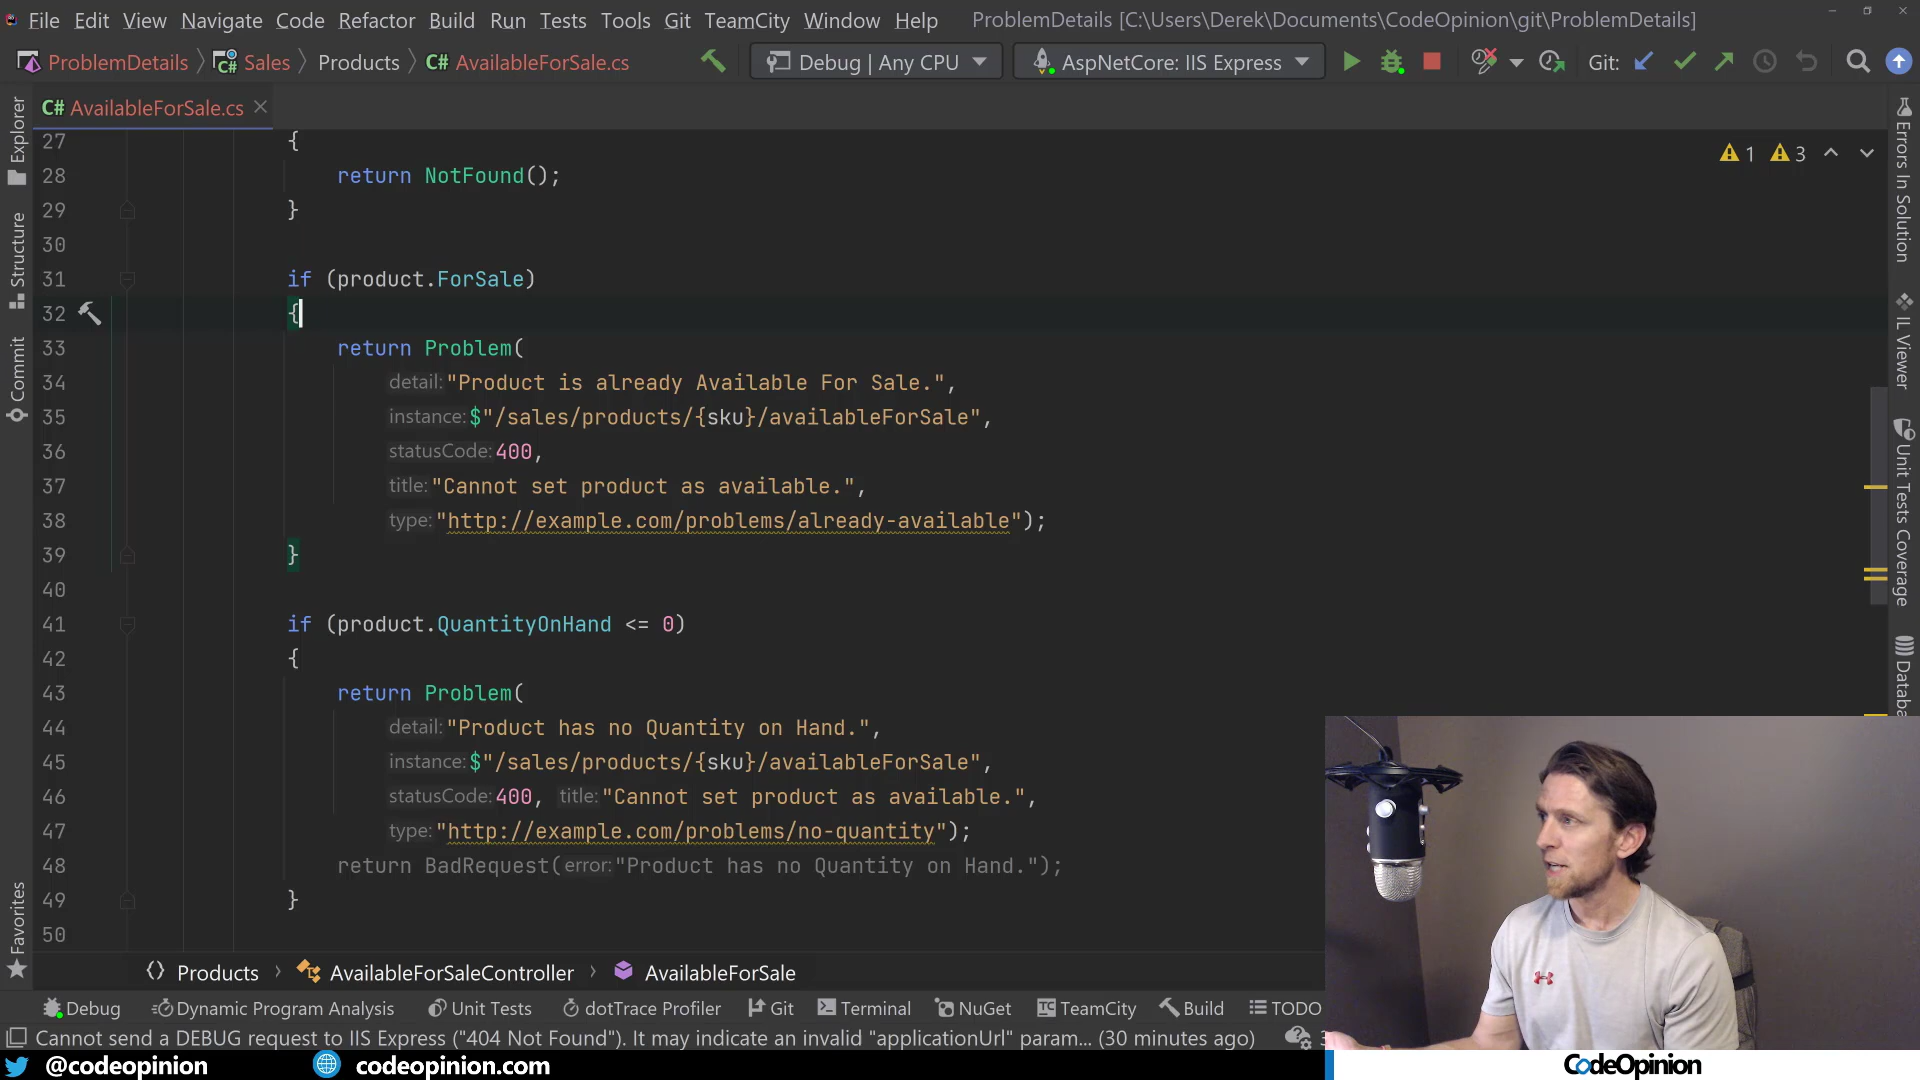 File Edit View Navigate Code Refactor Build Run Tests Tools Git TeamCity Window Help ProblemDetails [C:\Users\Derek\Documents\CodeOpinion\git\ProblemDetails]
ProblemDetails Sales Products C# AvailableForSale.cs Debug | Any CPU AspNetCore: IIS Express Git:
C# AvailableForSale.cs
Explorer
Structure
Commit
Favorites
1 3
27 {
28 return NotFound();
29 }
30
31 if (product.ForSale)
32 {
33 return Problem(
34 detail:"Product is already Available For Sale.",
35 instance:$"/sales/products/{sku}/availableForSale",
36 statusCode:400,
37 title:"Cannot set product as available.",
38 type:"http://example.com/problems/already-available");
39 }
40
41 if (product.QuantityOnHand <= 0)
42 {
43 return Problem(
44 detail:"Product has no Quantity on Hand.",
45 instance:$"/sales/products/{sku}/availableForSale",
46 statusCode:400, title:"Cannot set product as available.",
47 type:"http://example.com/problems/no-quantity");
48 return BadRequest(error:"Product has no Quantity on Hand.");
49 }
50
Errors In Solution
IL Viewer
Unit Tests Coverage
Databa
Products AvailableForSaleController AvailableForSale
Debug Dynamic Program Analysis Unit Tests dotTrace Profiler Git Terminal NuGet TeamCity Build TODO
Cannot send a DEBUG request to IIS Express ("404 Not Found"). It may indicate an invalid "applicationUrl" param... (30 minutes ago)
@codeopinion codeopinion.com CodeOpinion